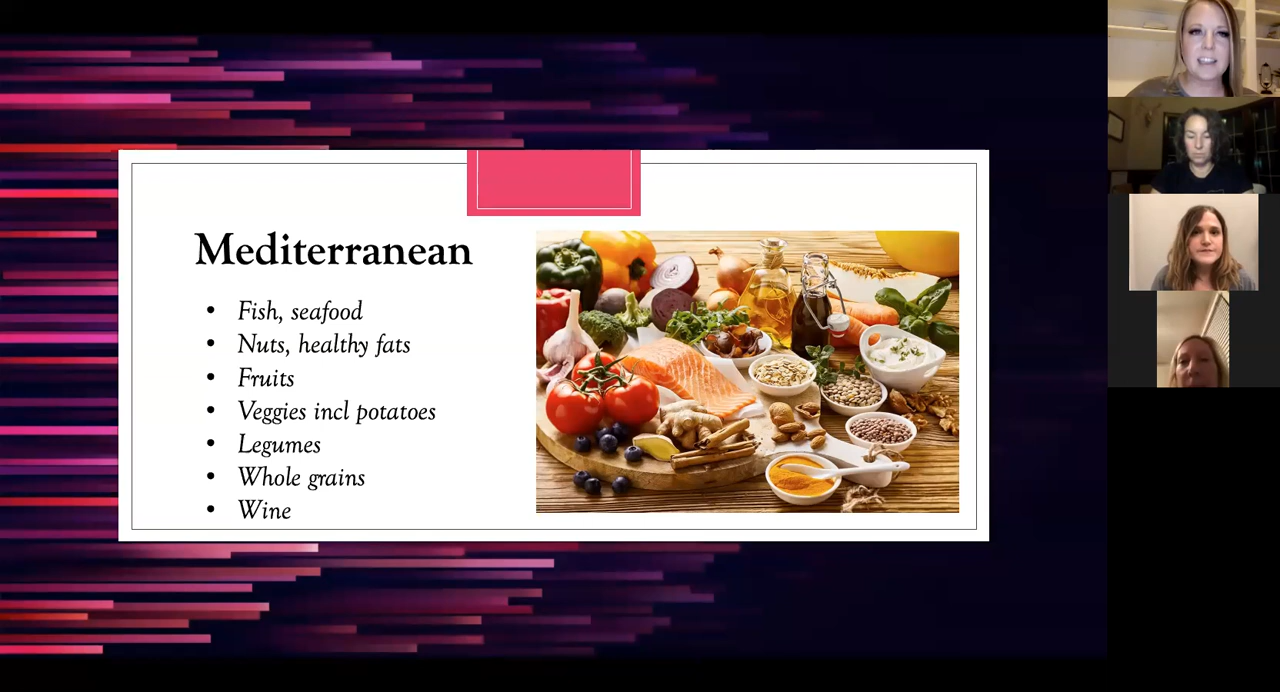 Mediterranean
• Fish, seafood
• Nuts, healthy fats
• Fruits
• Veggies incl potatoes
• Legumes
• Whole grains
• Wine